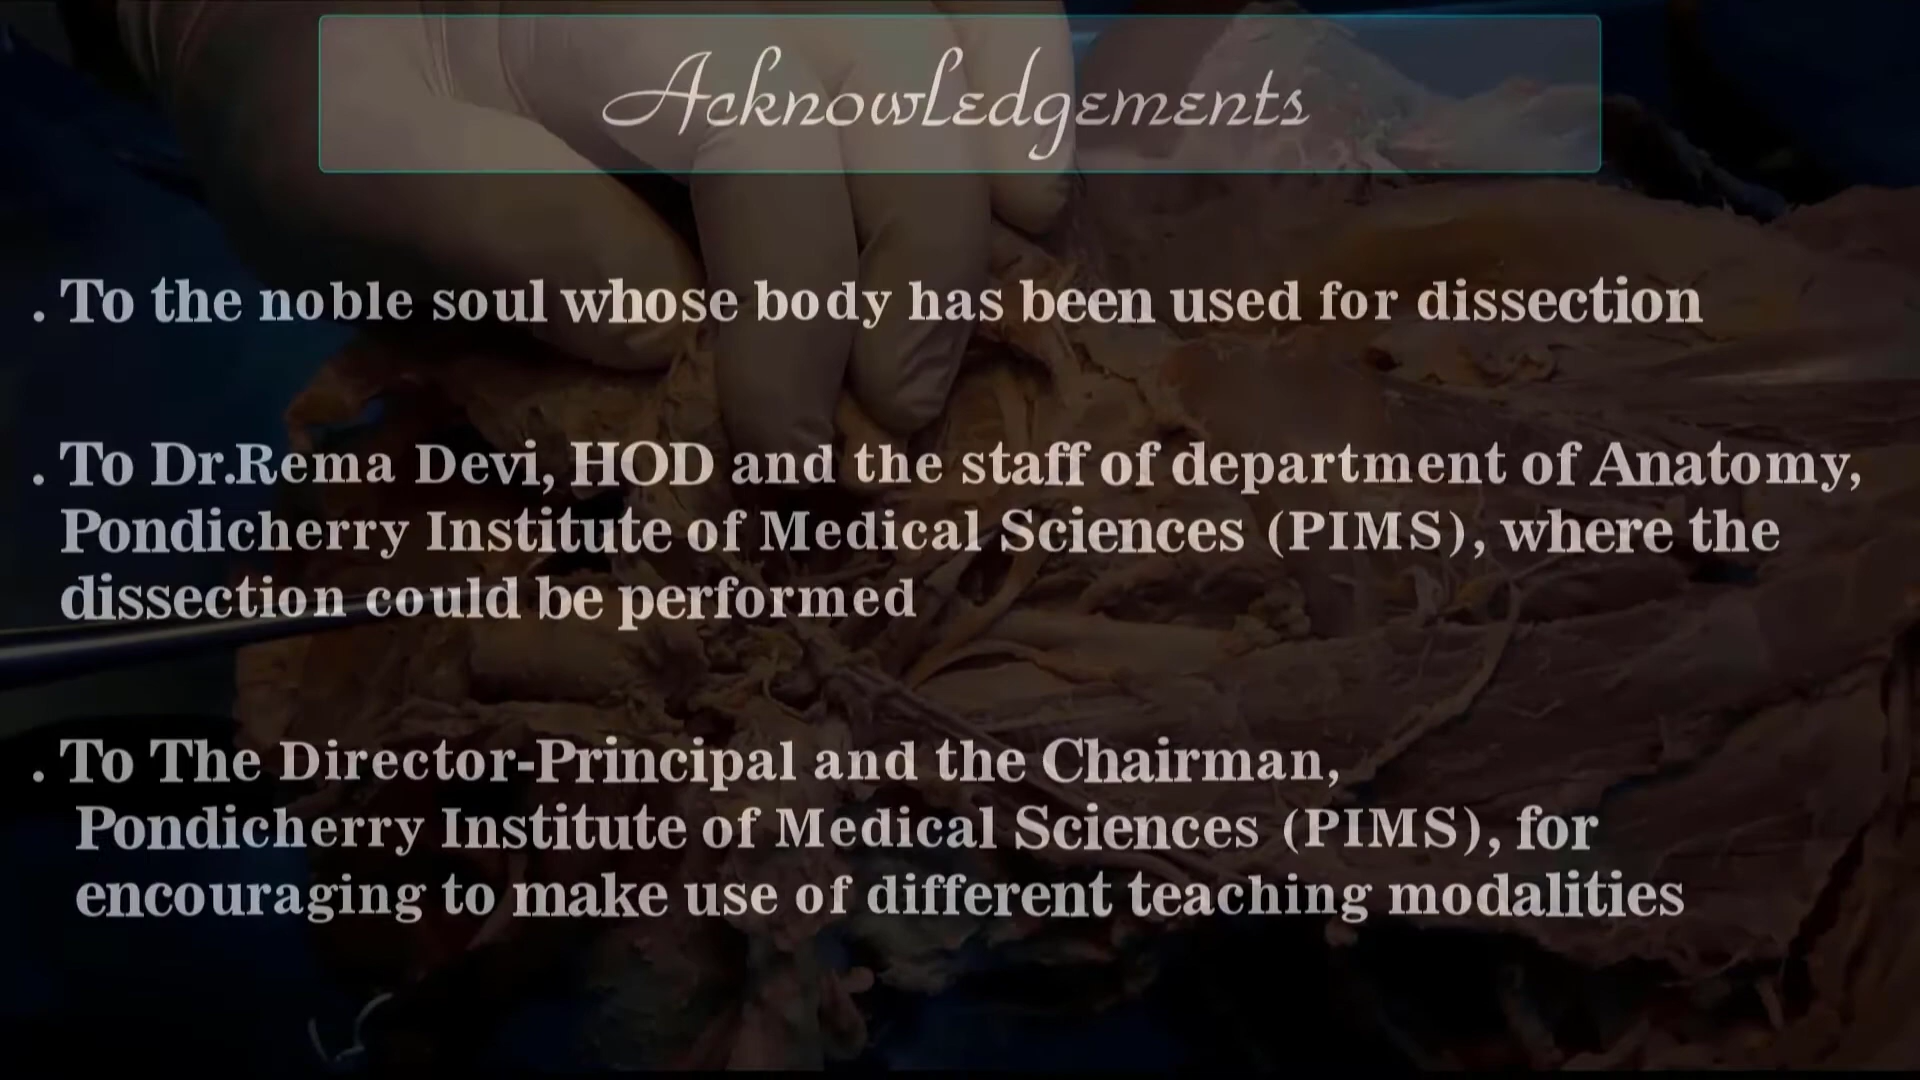 Acknowledgements
. To the noble soul whose body has been used for dissection
. To Dr.Rema Devi, HOD and the staff of department of Anatomy,
Pondicherry Institute of Medical Sciences (PIMS), where the
dissection could be performed
. To The Director-Principal and the Chairman,
Pondicherry Institute of Medical Sciences (PIMS), for
encouraging to make use of different teaching modalities